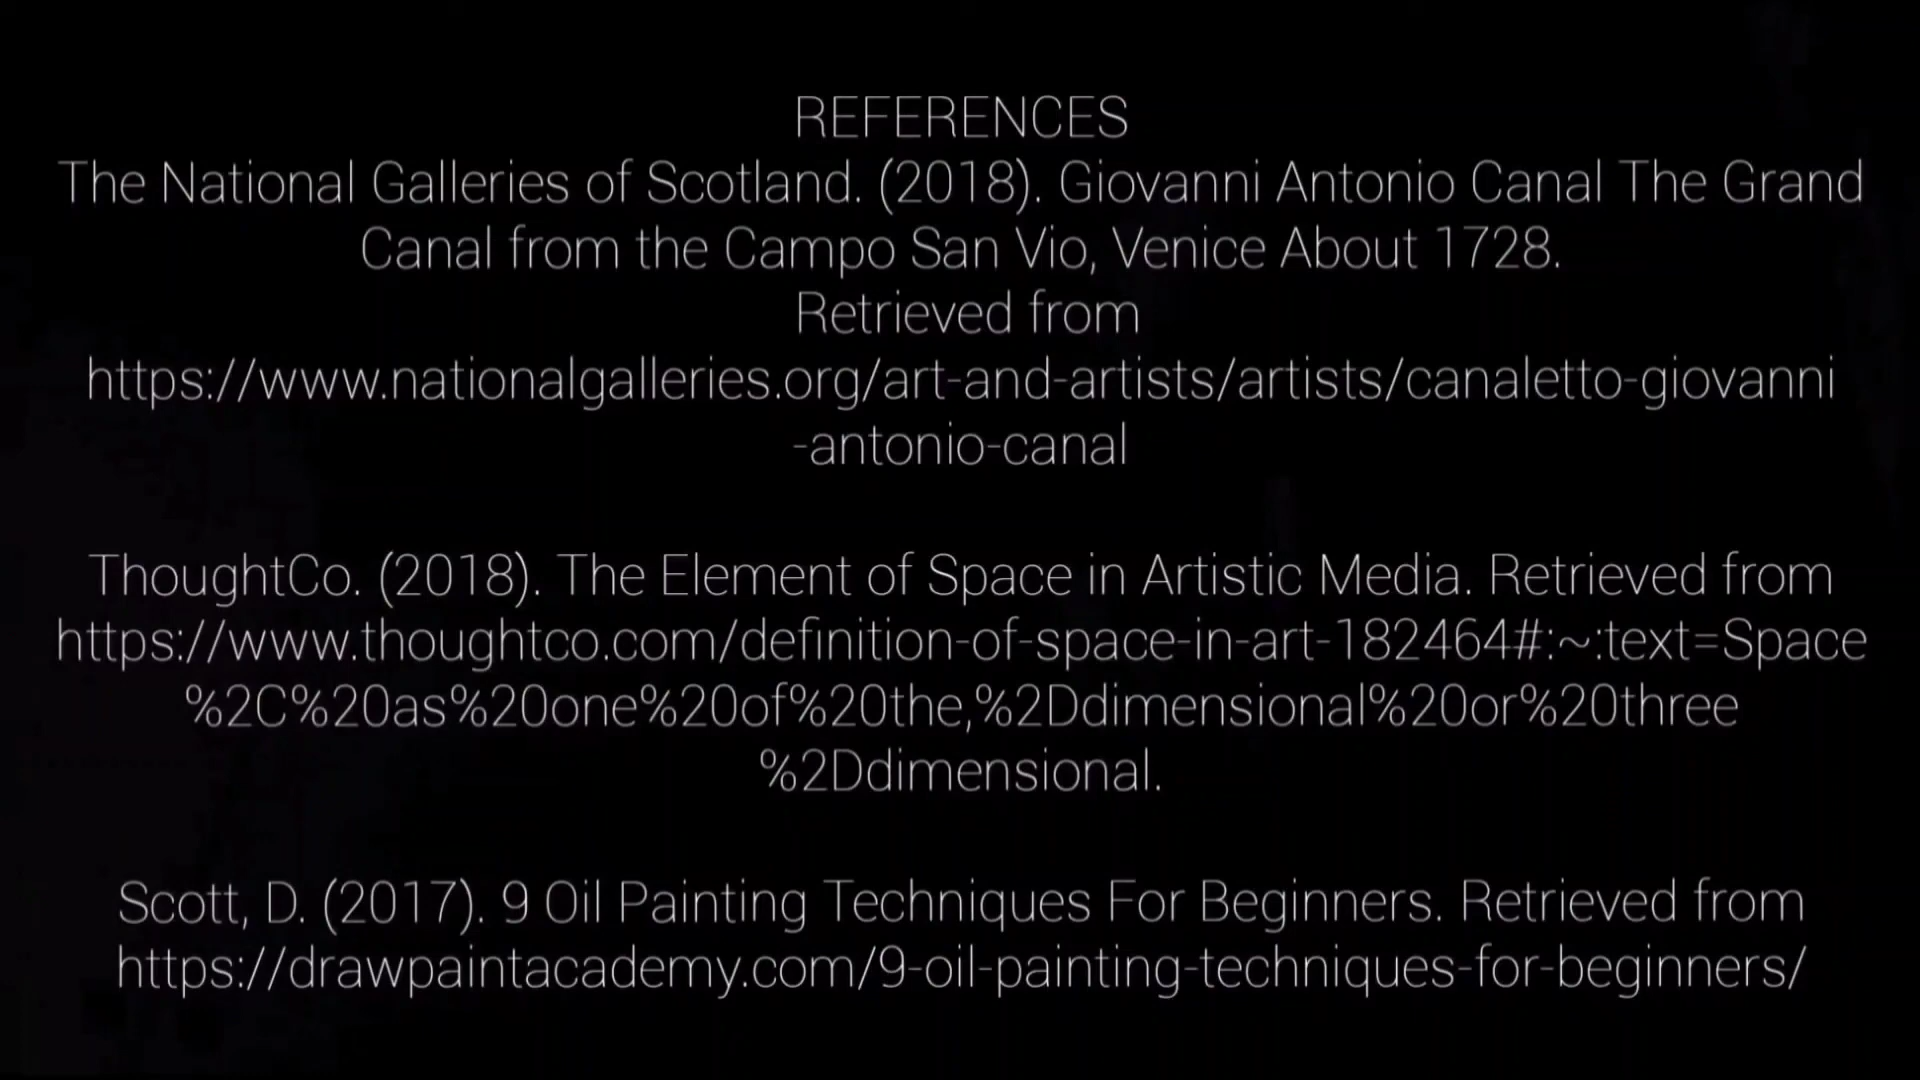 REFERENCES
The National Galleries of Scotland. (2018). Giovanni Antonio Canal The Grand
Canal from the Campo San Vio, Venice About 1728.
Retrieved from
https://www.nationalgalleries.org/art-and-artists/artists/canaletto-giovanni
-antonio-canal
ThoughtCo. (2018). The Element of Space in Artistic Media. Retrieved from
https://www.thoughtco.com/definition-of-space-in-art-182464#:~:text=Space
%2C%20as%20one%20of%20the,%2Ddimensional%20or%20three
%2Ddimensional.
Scott, D. (2017). 9 Oil Painting Techniques For Beginners. Retrieved from
https://drawpaintacademy.com/9-oil-painting-techniques-for-beginners/